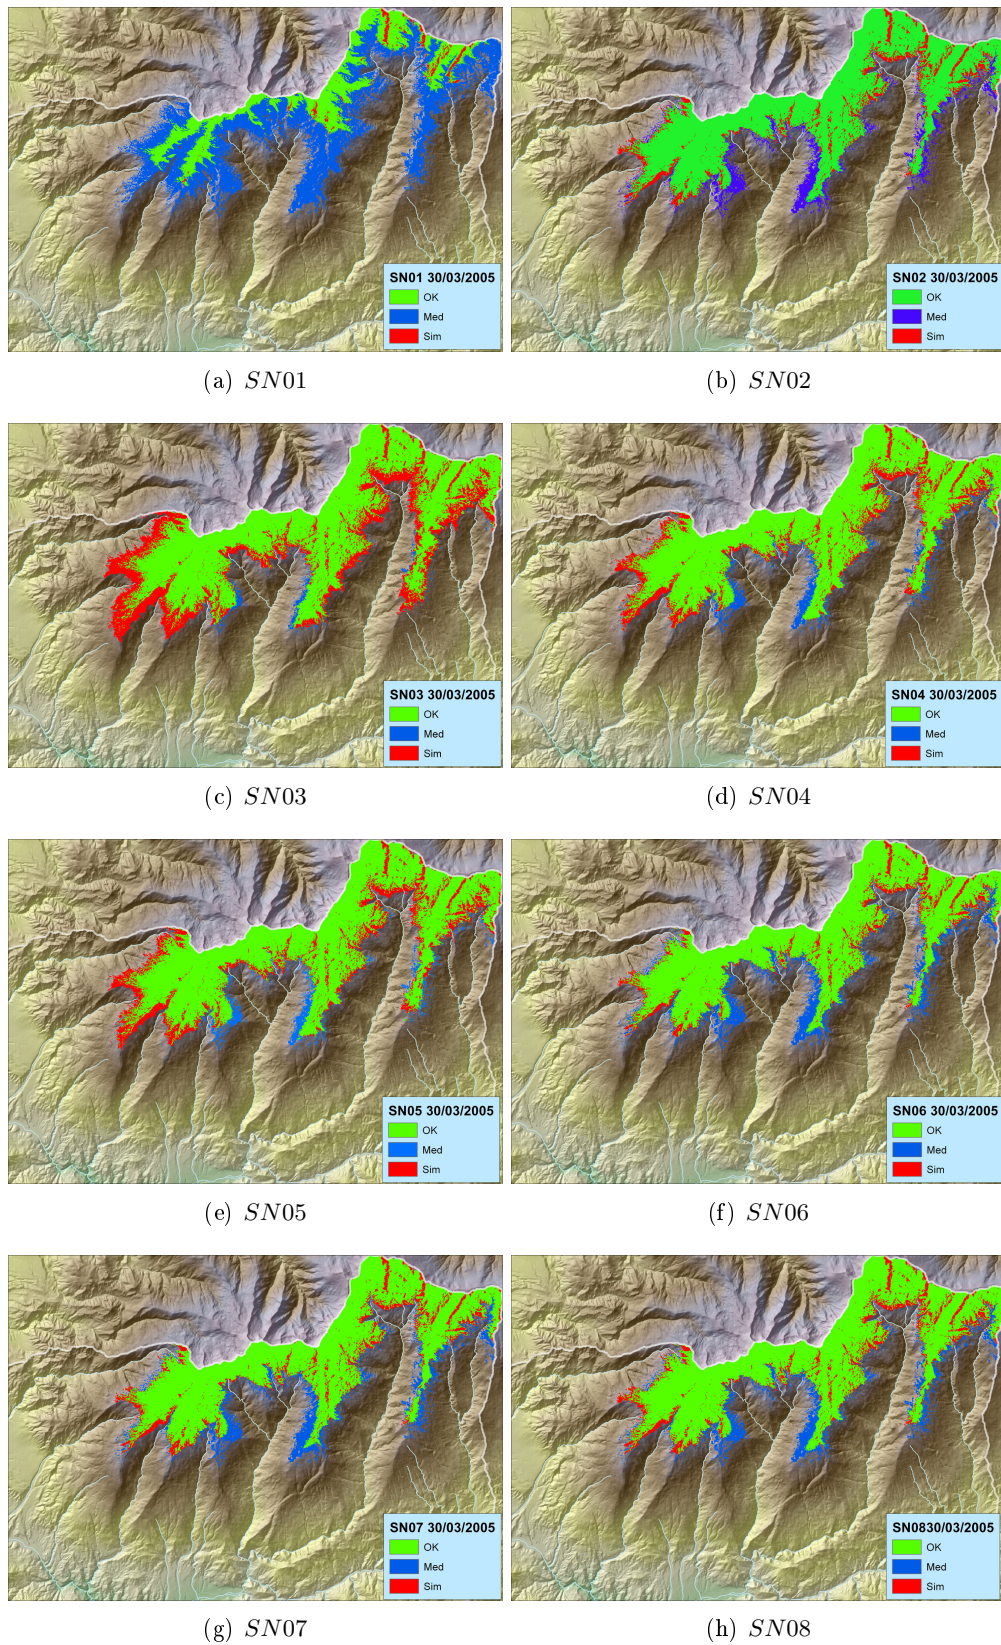 SN01 30/03/2005
OK
Med
Sim
SN02 30/03/2005
OK
Med
Sim
(a) SN01
(b) SN02
SN03 30/03/2005
OK
Med
Sim
SN04 30/03/2005
OK
Med
Sim
(c) SN03
(d) SN04
SN05 30/03/2005
OK
Med
Sim
SN06 30/03/2005
OK
Med
Sim
(e) SN05
(f) SN06
SN07 30/03/2005
OK
Med
Sim
SN0830/03/2005
OK
Med
Sim
(g) SN07
(h) SN08